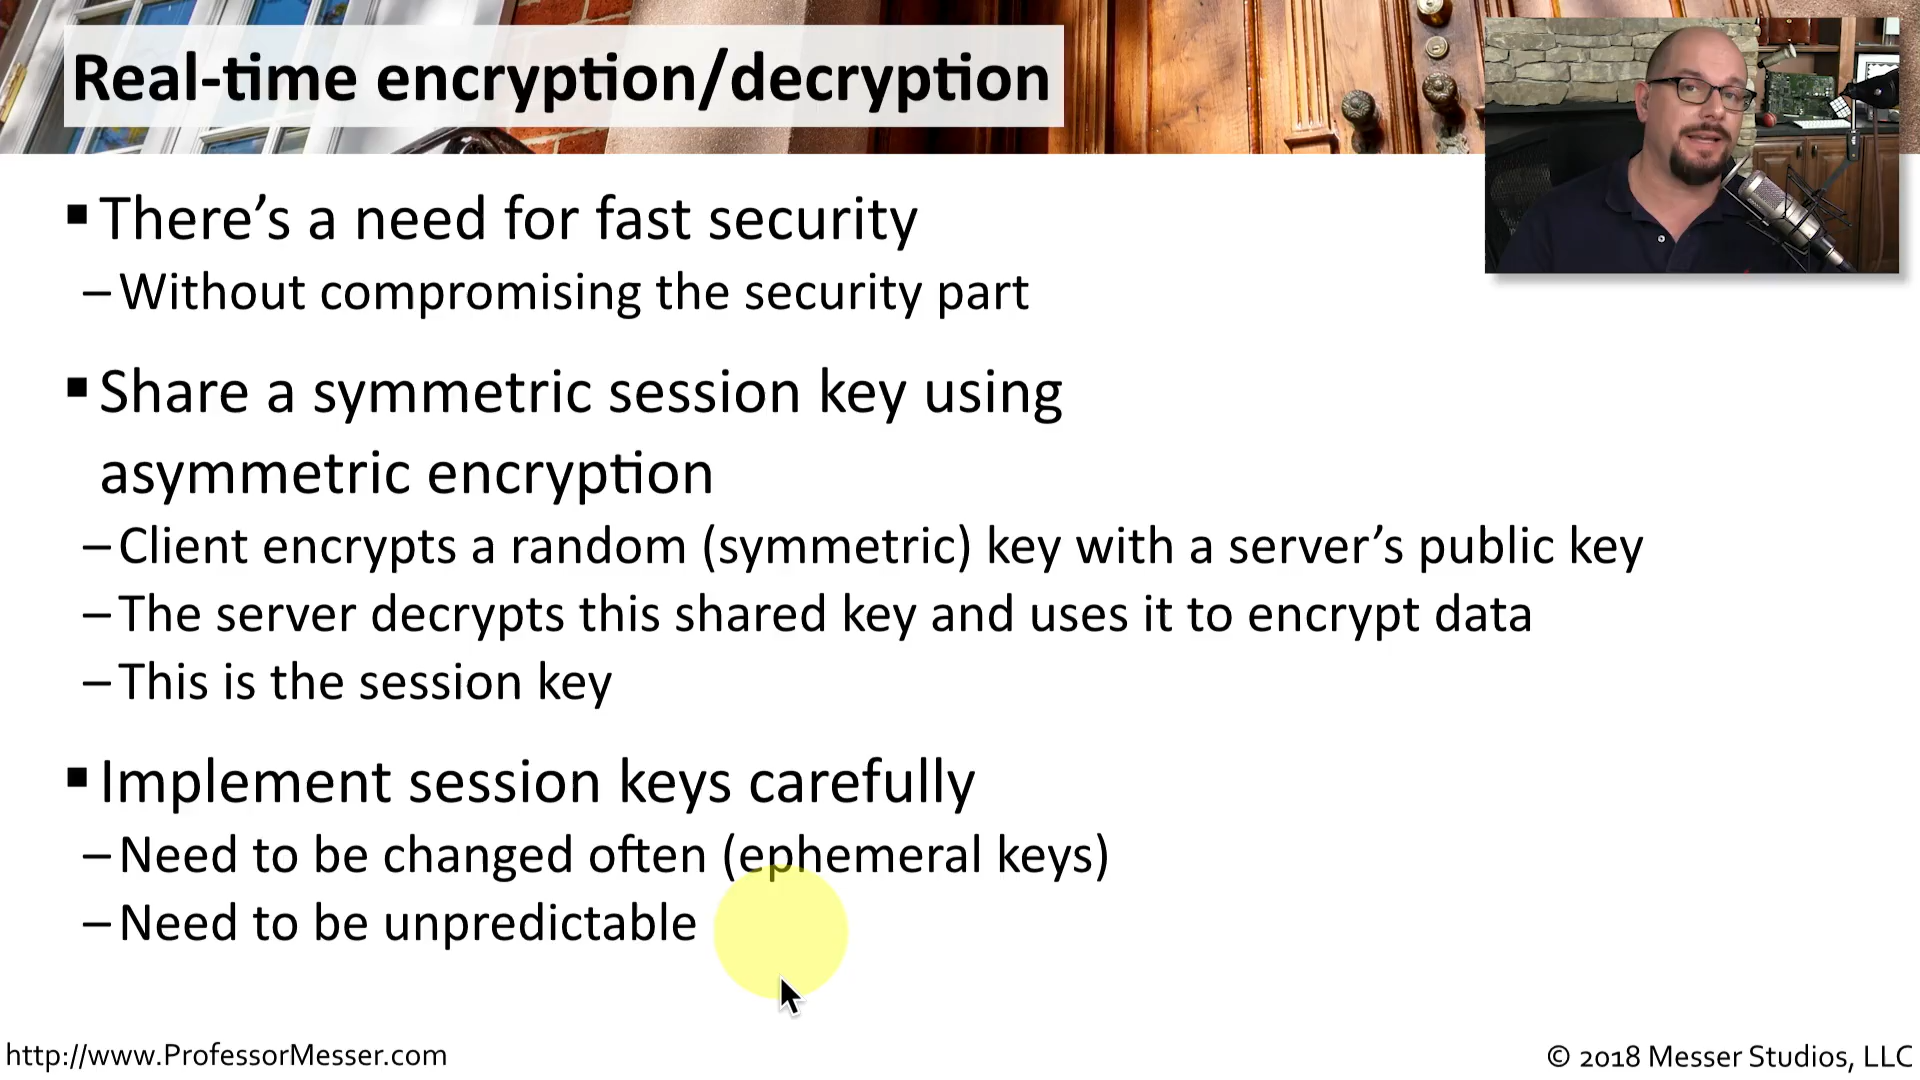 Real-time encryption/decryption
▪ There’s a need for fast security
– Without compromising the security part
▪ Share a symmetric session key using
asymmetric encryption
– Client encrypts a random (symmetric) key with a server’s public key
– The server decrypts this shared key and uses it to encrypt data
– This is the session key
▪ Implement session keys carefully
– Need to be changed often (ephemeral keys)
– Need to be unpredictable
http://www.ProfessorMesser.com
© 2018 Messer Studios, LLC